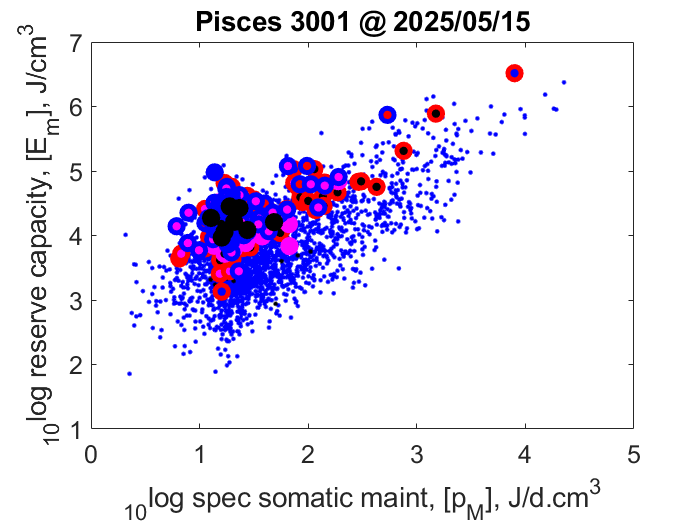 Pisces 3001 @ 2025/05/15
10log reserve capacity, [Em], J/cm3
7
6
5
4
3
2
1
0 1 2 3 4 5
10log spec somatic maint, [pM], J/d.cm3